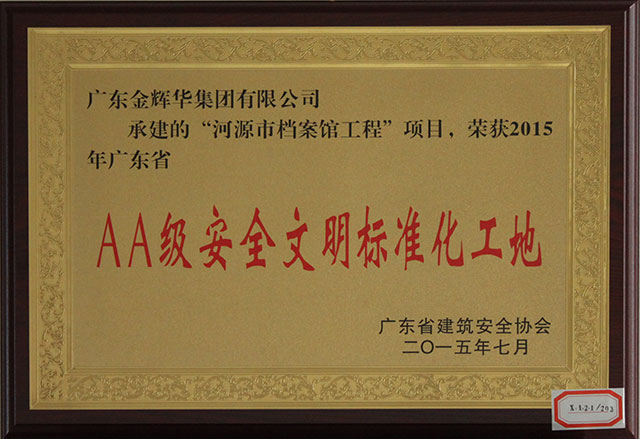 广东金辉华集团有限公司
承建的“河源市档案馆工程”项目，荣获2015
年广东省
AA级安全文明标准化工地
广东省建筑安全协会
二〇一五年七月